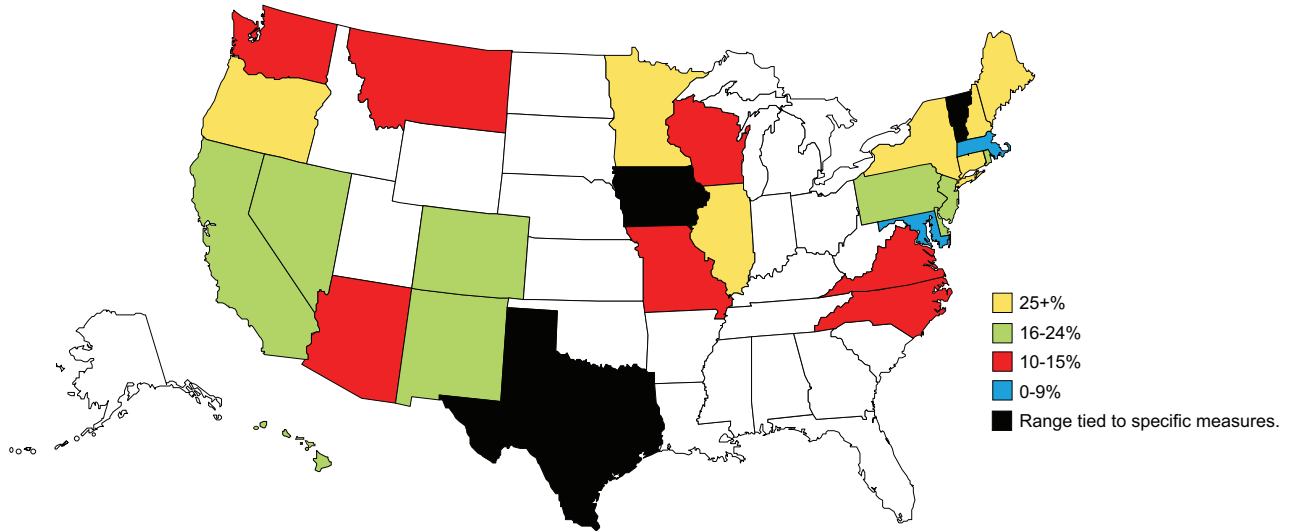 25+%
16-24%
10-15%
0-9%
Range tied to specific measures.